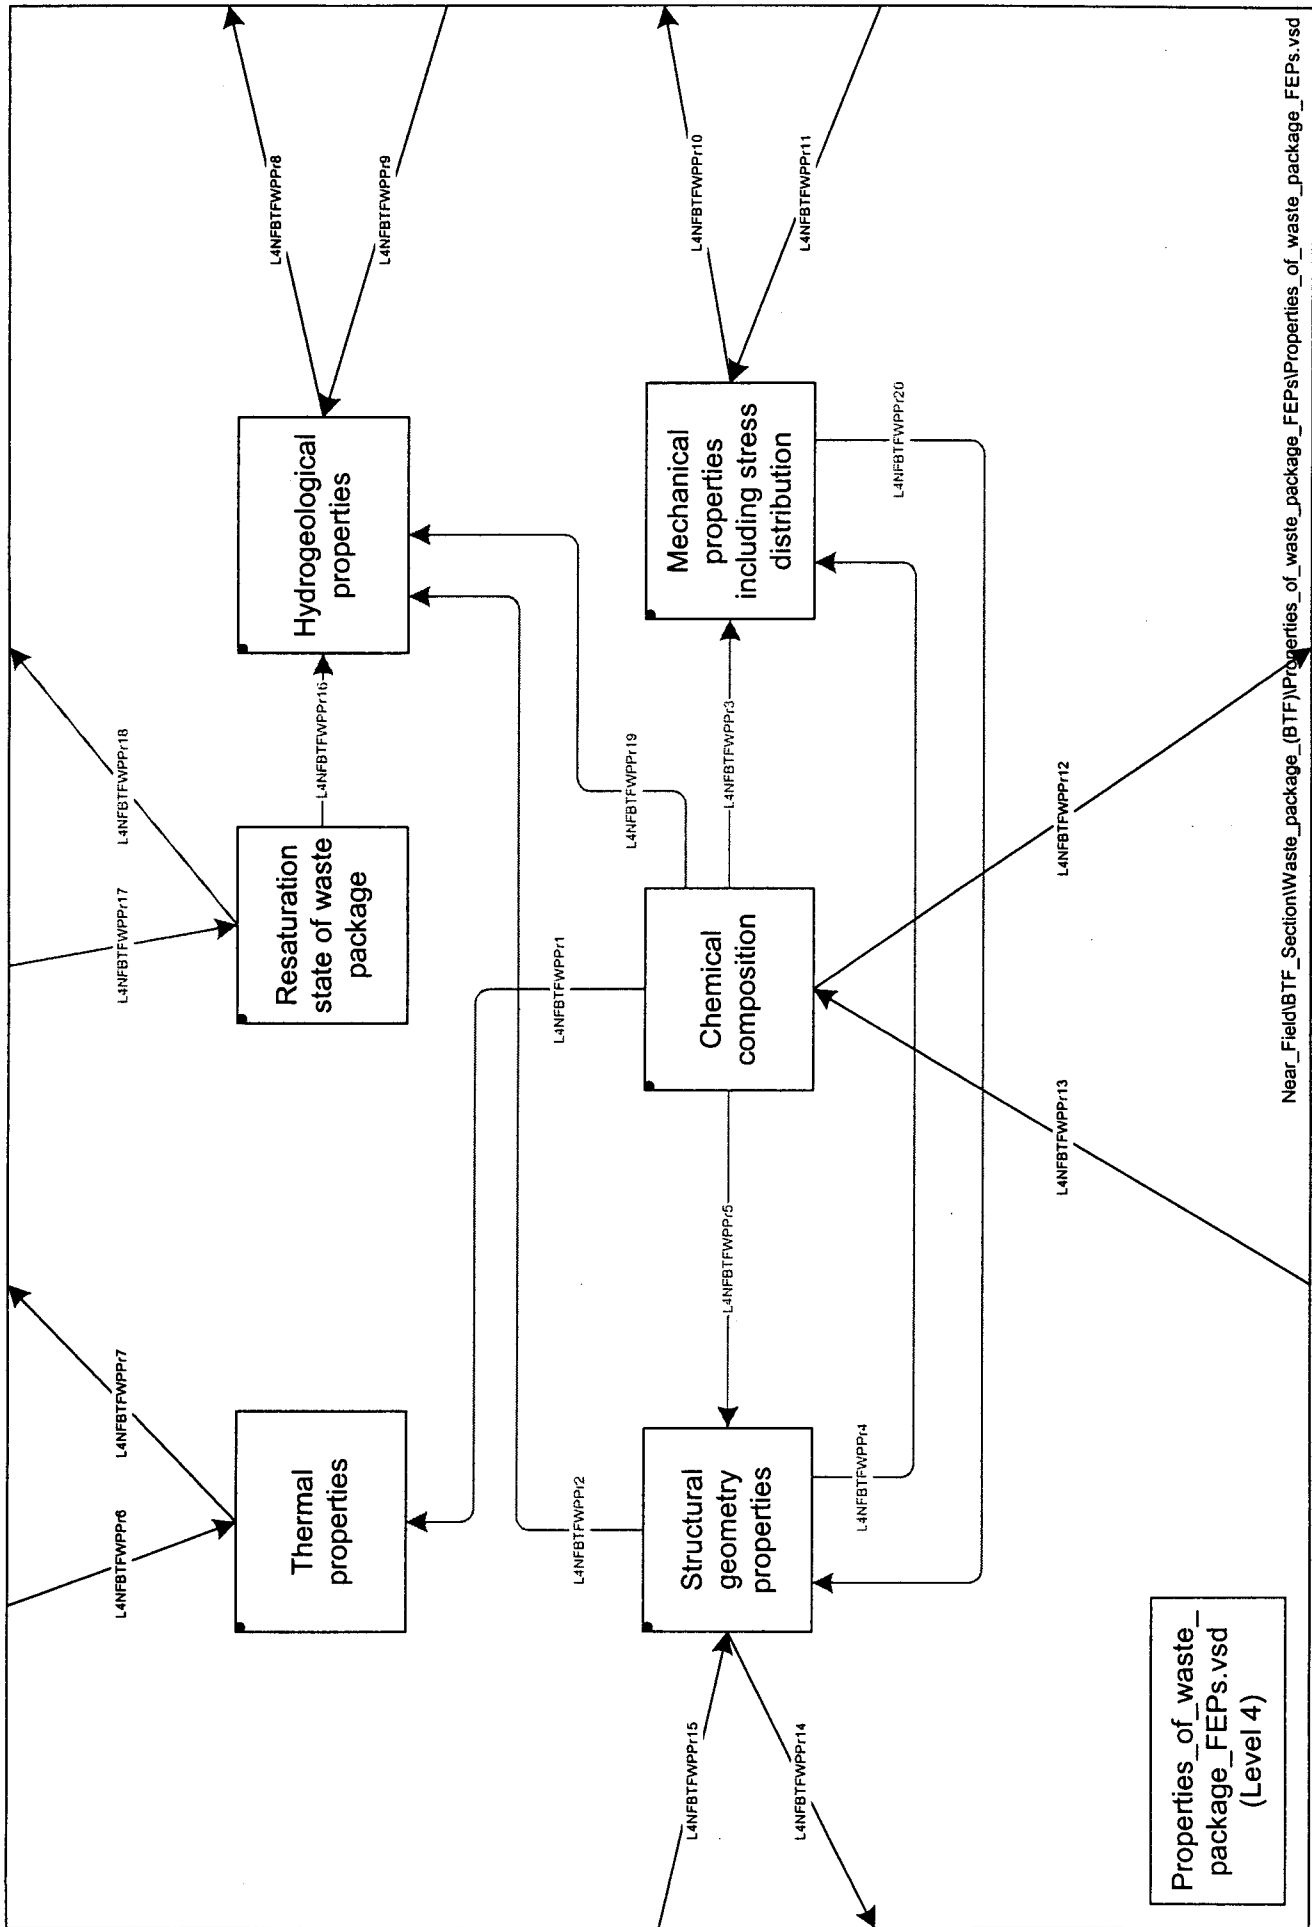 L4NFBTFWPPr6
L4NFBTFWPPr7
L4NFBTFWPPr17
L4NFBTFWPPr18
Thermal
properties
Resaturation
state of waste
package
L4NFBTFWPPr16
Hydrogeological
properties
L4NFBTFWPPr8
L4NFBTFWPPr9
L4NFBTFWPPr1
L4NFBTFWPPr2
L4NFBTFWPPr19
L4NFBTFWPPr15
L4NFBTFWPPr14
Structural
geometry
properties
L4NFBTFWPPr5
Chemical
composition
L4NFBTFWPPr3
Mechanical
properties
including stress
distribution
L4NFBTFWPPr10
L4NFBTFWPPr11
L4NFBTFWPPr4
L4NFBTFWPPr20
L4NFBTFWPPr13
L4NFBTFWPPr12
Properties_of_waste_
package_FEPs.vsd
(Level 4)
Near_Field\BTF_Section\Waste_package_(BTF)\Properties_of_waste_package_FEPs\Properties_of_waste_package_FEPs.vsd